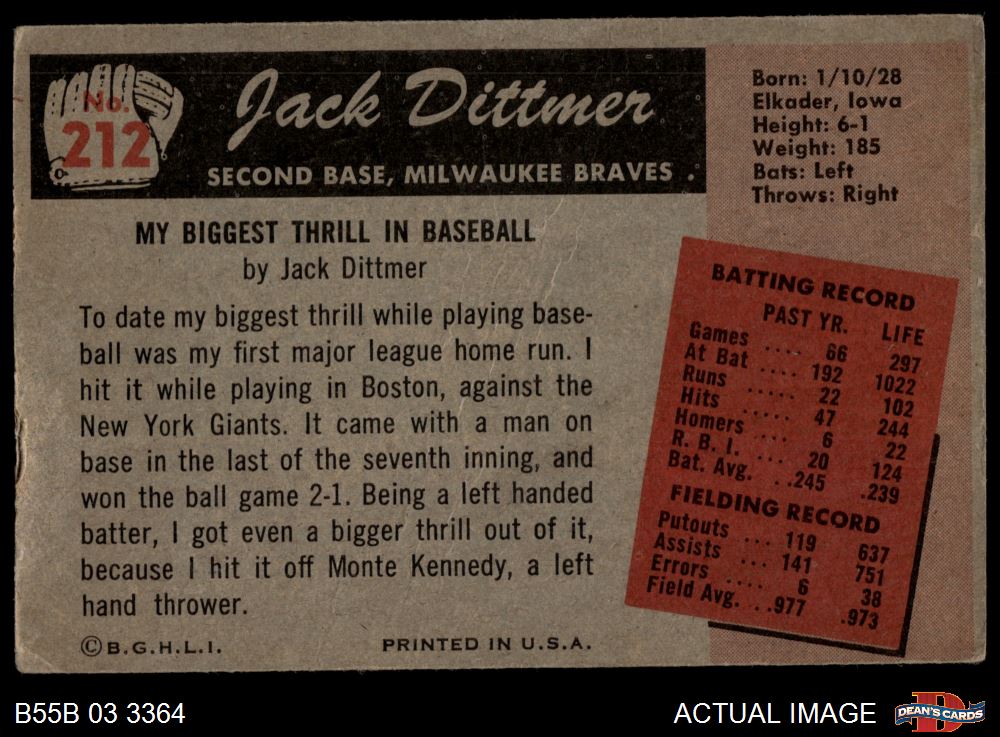 No.
212
Jack Dittmer
SECOND BASE, MILWAUKEE BRAVES .
Born: 1/10/28
Elkader, Iowa
Height: 6-1
Weight: 185
Bats: Left
Throws: Right
MY BIGGEST THRILL IN BASEBALL
by Jack Dittmer
To date my biggest thrill while playing base-
ball was my first major league home run. I
hit it while playing in Boston, against the
New York Giants. It came with a man on
base in the last of the seventh inning, and
won the ball game 2-1. Being a left handed
batter, I got even a bigger thrill out of it,
because I hit it off Monte Kennedy, a left
hand thrower.
©B.G.H.L.I. PRINTED IN U.S.A.
BATTING RECORD
PAST YR. LIFE
Games .... 66 297
At Bat .... 192 1022
Runs ..... 22 102
Hits ..... 47 244
Homers .... 6 22
R. B. I. ... 20 124
Bat. Avg. ...245 .239
FIELDING RECORD
Putouts ... 119 637
Assists ... 141 751
Errors .... 6 38
Field Avg. ...977 .973
B55B 03 3364
ACTUAL IMAGE
D
DEAN'S CARDS